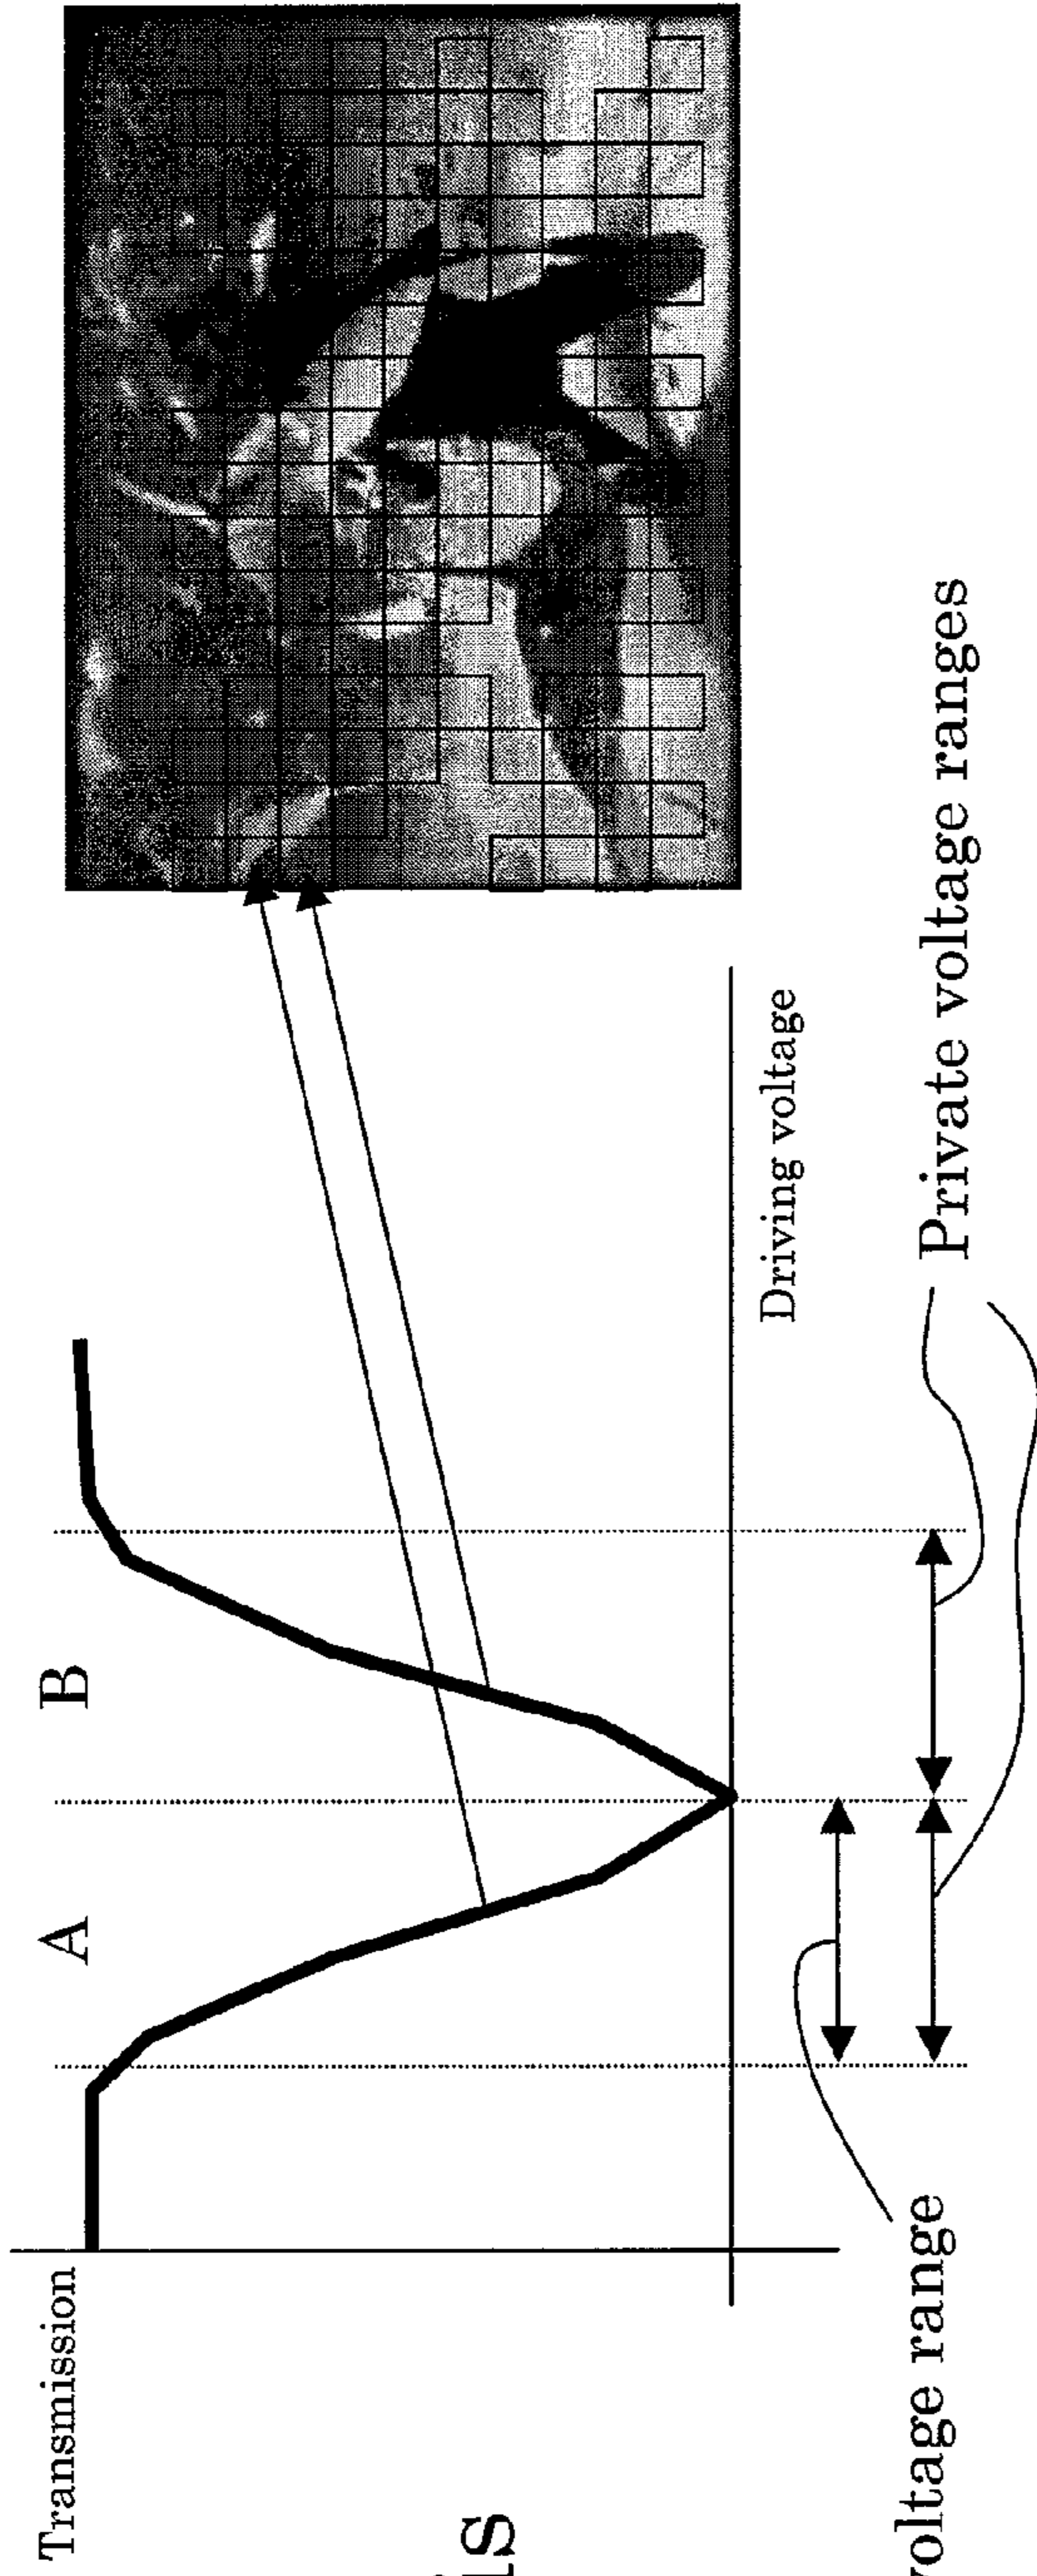 Transmission
A
B
Driving voltage
voltage range
Private voltage ranges